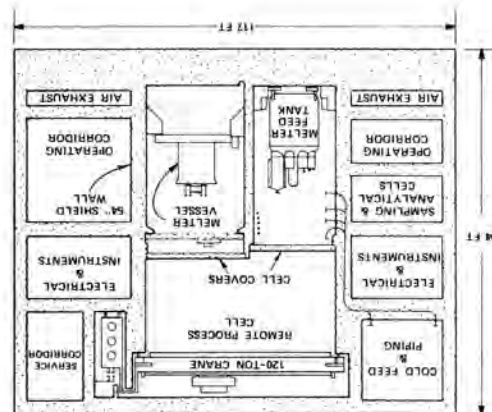 COLD FEED
&
PIPING
120-TON CRANE
REMOTE PROCESS
CELL
SERVICE
CORRIDOR
ELECTRICAL
&
INSTRUMENTS
CELL COVERS
ELECTRICAL
&
INSTRUMENTS
SAMPLING &
ANALYTICAL
CELLS
MELTER
VESSEL
54" SHIELD
WALL
OPERATING
CORRIDOR
MELTER
FEED
TANK
OPERATING
CORRIDOR
AIR EXHAUST
AIR EXHAUST
FT
117 FT